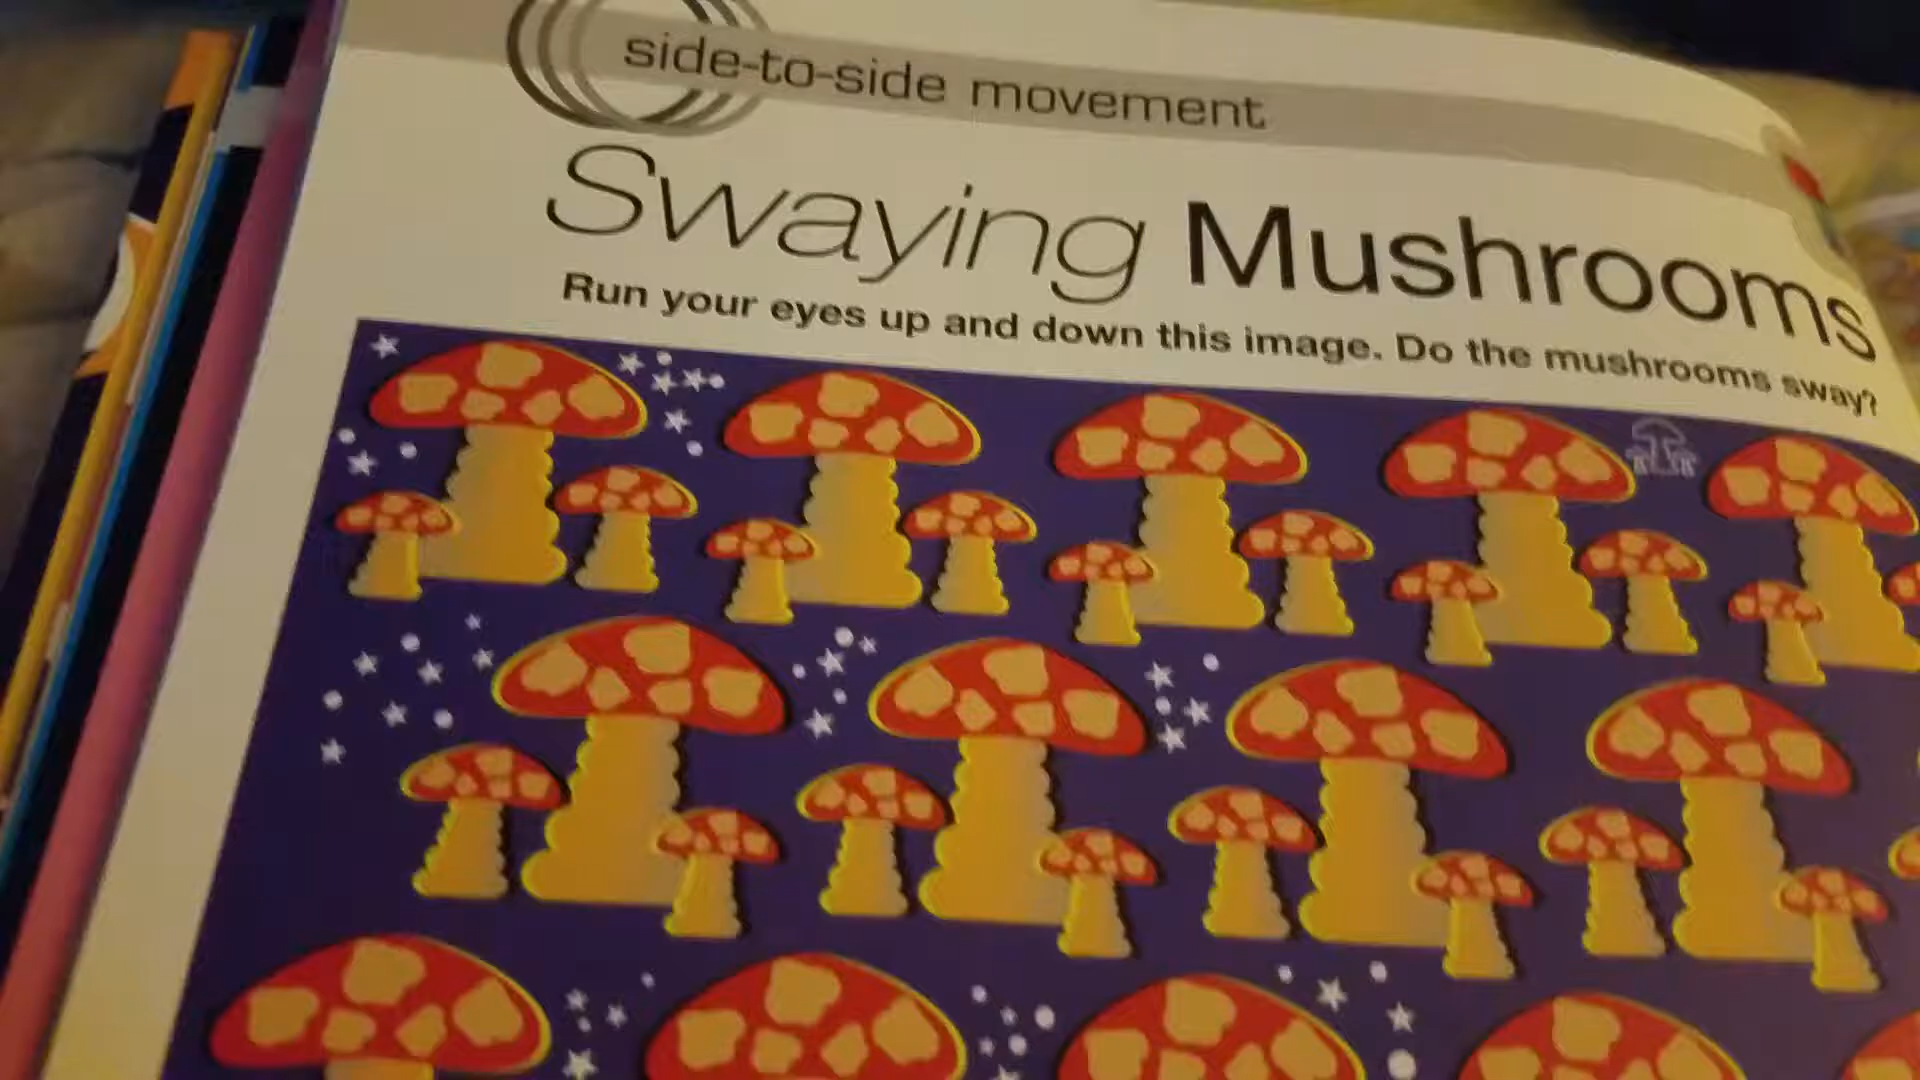 side-to-side movement
Swaying Mushrooms
Run your eyes up and down this image. Do the mushrooms sway?